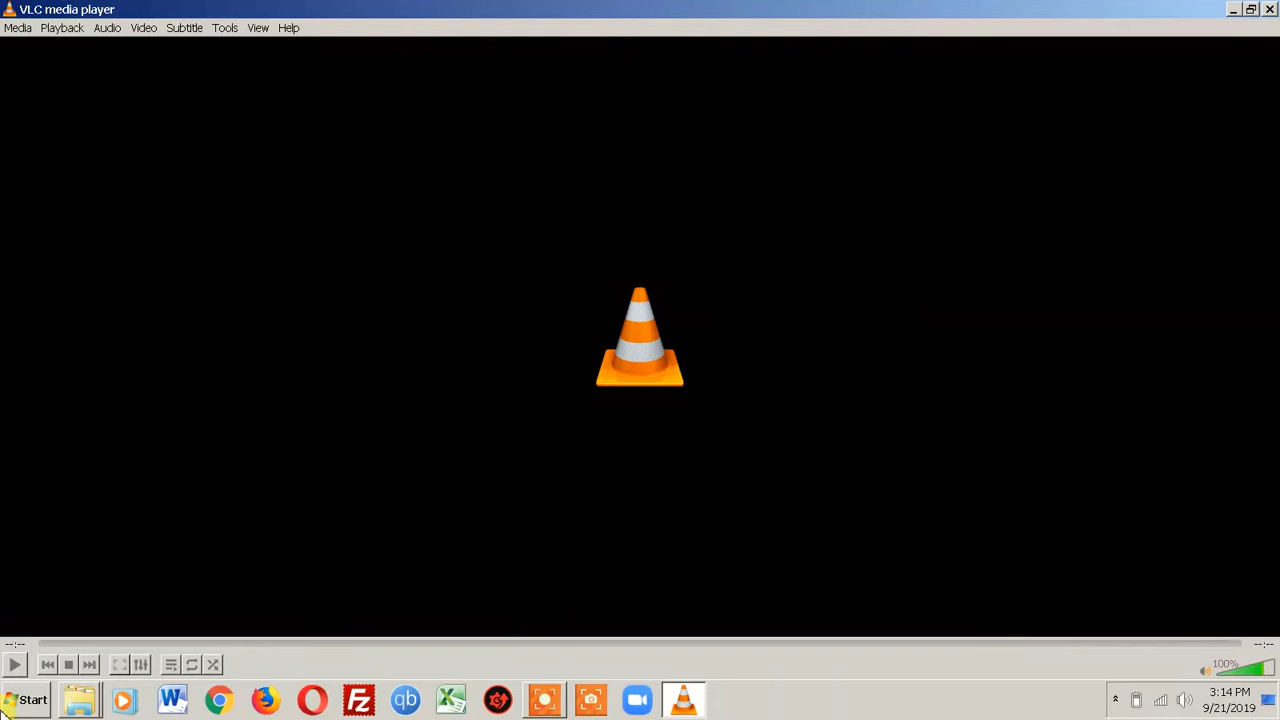 VLC media player
Media Playback Audio Video Subtitle Tools View Help
--:-- --:--
100%
Start W qb 3:14 PM
9/21/2019